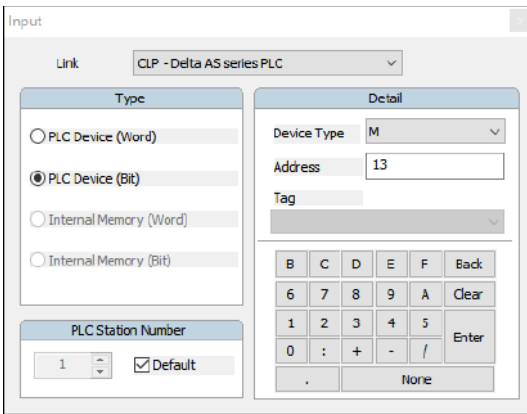 Input
Link CLP - Delta AS series PLC
Type
PLC Device (Word)
PLC Device (Bit)
Internal Memory (Word)
Internal Memory (Bit)
PLC Station Number
1 Default
Detail
Device Type M
Address 13
Tag
B C D E F Back
6 7 8 9 A Clear
1 2 3 4 5 Enter
0 : + - /
. None